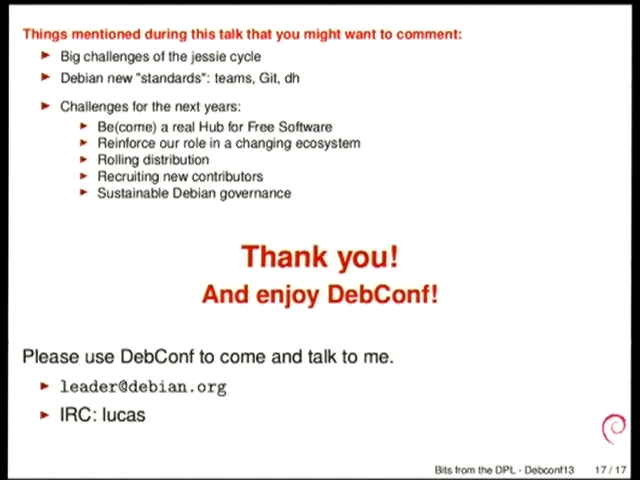 Things mentioned during this talk that you might want to comment:
Big challenges of the jessie cycle
Debian new "standards": teams, Git, dh
Challenges for the next years:
Be(come) a real Hub for Free Software
Reinforce our role in a changing ecosystem
Rolling distribution
Recruiting new contributors
Sustainable Debian governance
Thank you!
And enjoy DebConf!
Please use DebConf to come and talk to me.
leader@debian.org
IRC: lucas
Bits from the DPL - Debconf13 17 / 17